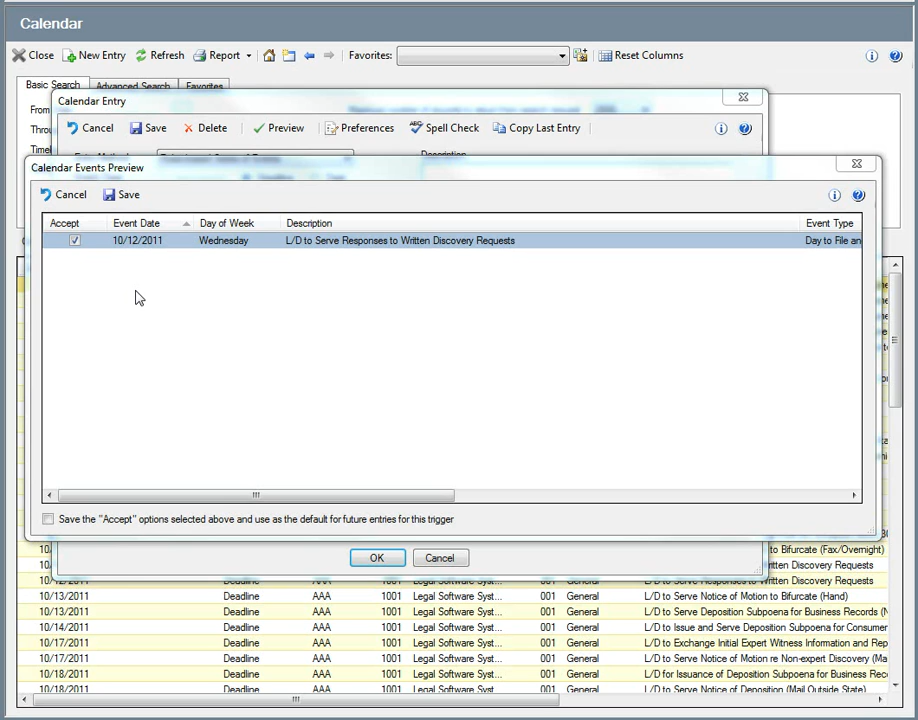 Calendar
Close New Entry Refresh Report Favorites: Reset Columns
Basic Search Advanced Search Favorites
From
Calendar Entry
Cancel Save Delete Preview Preferences Spell Check Copy Last Entry
Description
Calendar Events Preview
Cancel Save
Accept Event Date Day of Week Description Event Type
10/12/2011 Wednesday L/D to Serve Responses to Written Discovery Requests Day to File an
Save the "Accept" options selected above and use as the default for future entries for this trigger
OK Cancel
to Bifurcate (Fax/Overnight)
ritten Discovery Requests
10/12/2011 Deadline AAA 1001 Legal Software Syst... 001 General L/D to Serve Responses to Written Discovery Requests
10/13/2011 Deadline AAA 1001 Legal Software Syst... 001 General L/D to Serve Notice of Motion to Bifurcate (Hand)
10/13/2011 Deadline AAA 1001 Legal Software Syst... 001 General L/D to Serve Deposition Subpoena for Business Records (N
10/14/2011 Deadline AAA 1001 Legal Software Syst... 001 General L/D to Issue and Serve Deposition Subpoena for Consumer
10/17/2011 Deadline AAA 1001 Legal Software Syst... 001 General L/D to Exchange Initial Expert Witness Information and Rep
10/17/2011 Deadline AAA 1001 Legal Software Syst... 001 General L/D to Serve Notice of Motion re Non-expert Discovery (Ma
10/18/2011 Deadline AAA 1001 Legal Software Syst... 001 General L/D for Issuance of Deposition Subpoena for Business Rec
10/18/2011 Deadline AAA 1001 Legal Software Syst 001 General L/D to Serve Notice of Deposition (Mail Outside State)